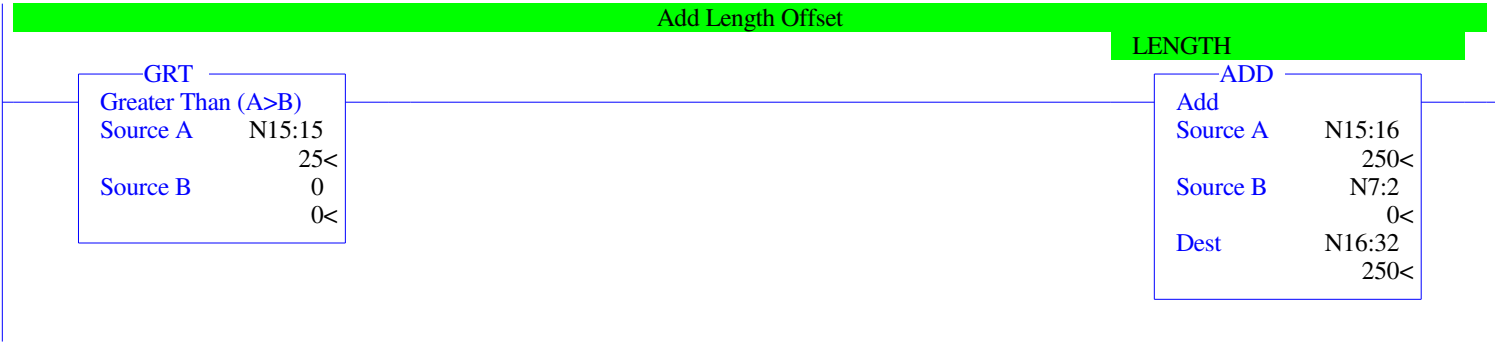 Add Length Offset
LENGTH
GRT
Greater Than (A>B)
Source A N15:15
25<
Source B 0
0<
ADD
Add
Source A N15:16
250<
Source B N7:2
0<
Dest N16:32
250<